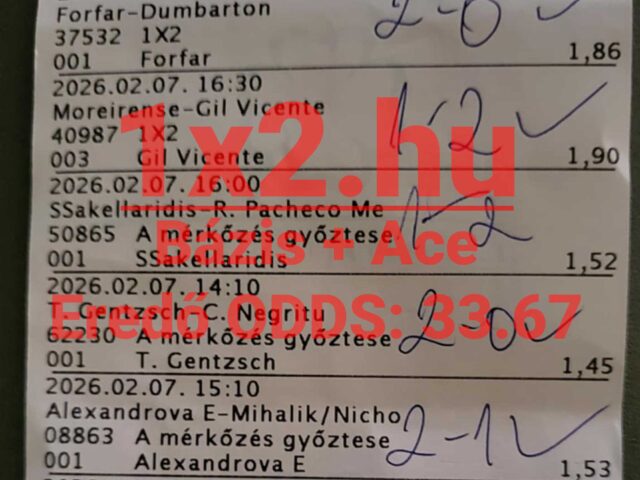 Forfar-Dumbarton
2-0 ✓
37532 1X2
001 Forfar 1,86
2026.02.07. 16:30
Moreirense-Gil Vicente
1-2 ✓
40987 1X2
003 Gil Vicente 1,90
2026.02.07. 16:00
SSakellaridis-R. Pacheco Me
1-2
50865 A mérkőzés győztese
001 SSakellaridis 1,52
2026.02.07. 14:10
T. Gentzsch-C. Negritu
2-0 ✓
62230 A mérkőzés győztese
001 T. Gentzsch 1,45
2026.02.07. 15:10
Alexandrova E-Mihalik/Nicho
2-1 ✓
08863 A mérkőzés győztese
001 Alexandrova E 1,53
1x2.hu
Bázis + Ace
Eredő ODDS: 33.67